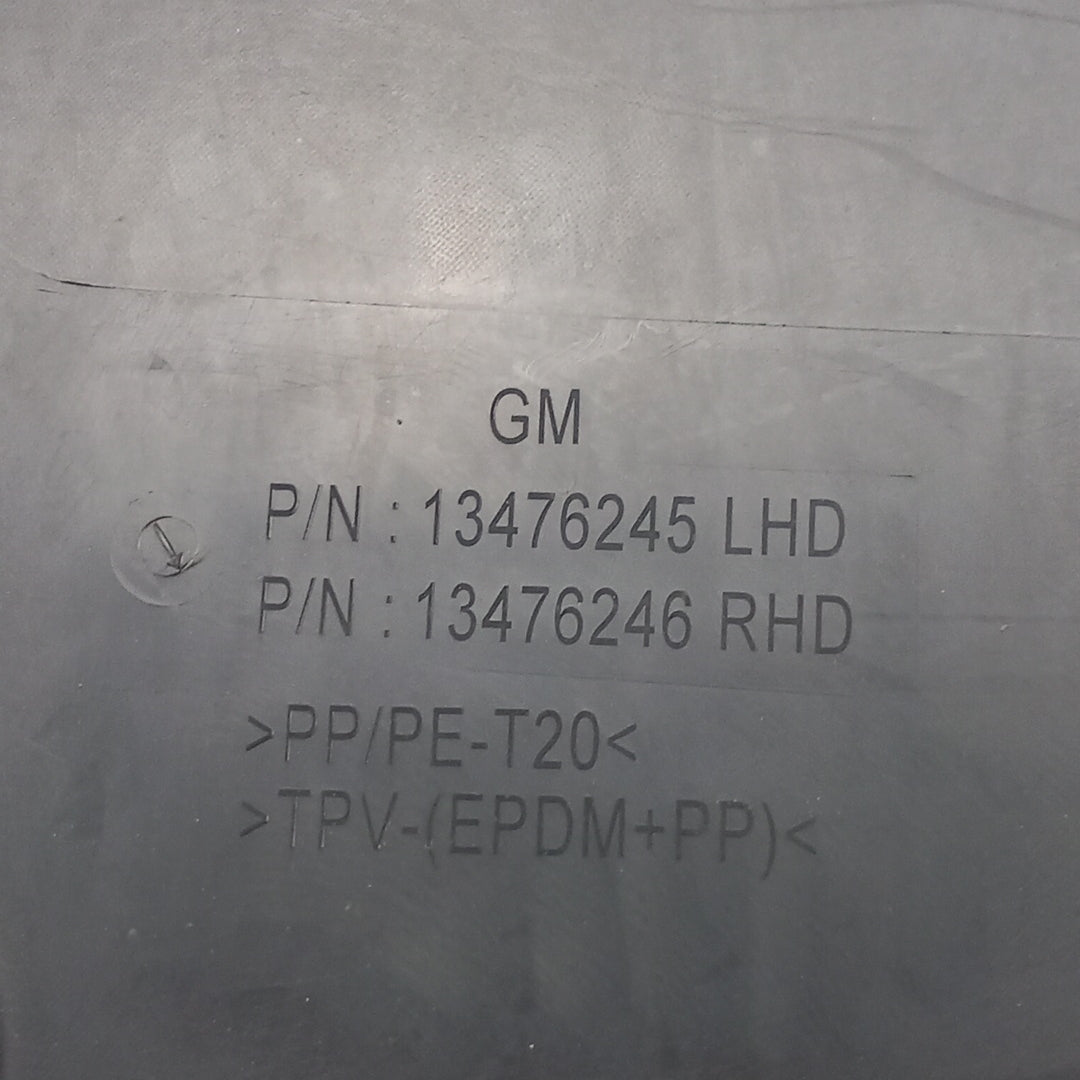 GM
P/N : 13476245 LHD
P/N : 13476246 RHD
>PP/PE-T20<
>TPV-(EPDM+PP)<